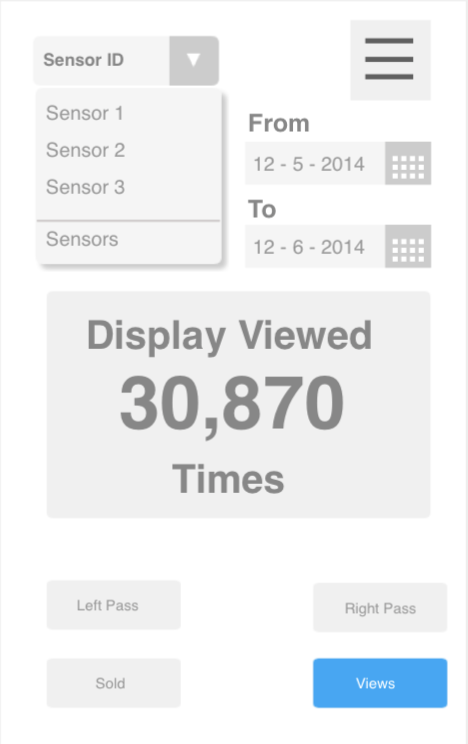 Sensor ID
Sensor 1
Sensor 2
Sensor 3
Sensors
From
12 - 5 - 2014
To
12 - 6 - 2014
Display Viewed
30,870
Times
Left Pass
Right Pass
Sold
Views